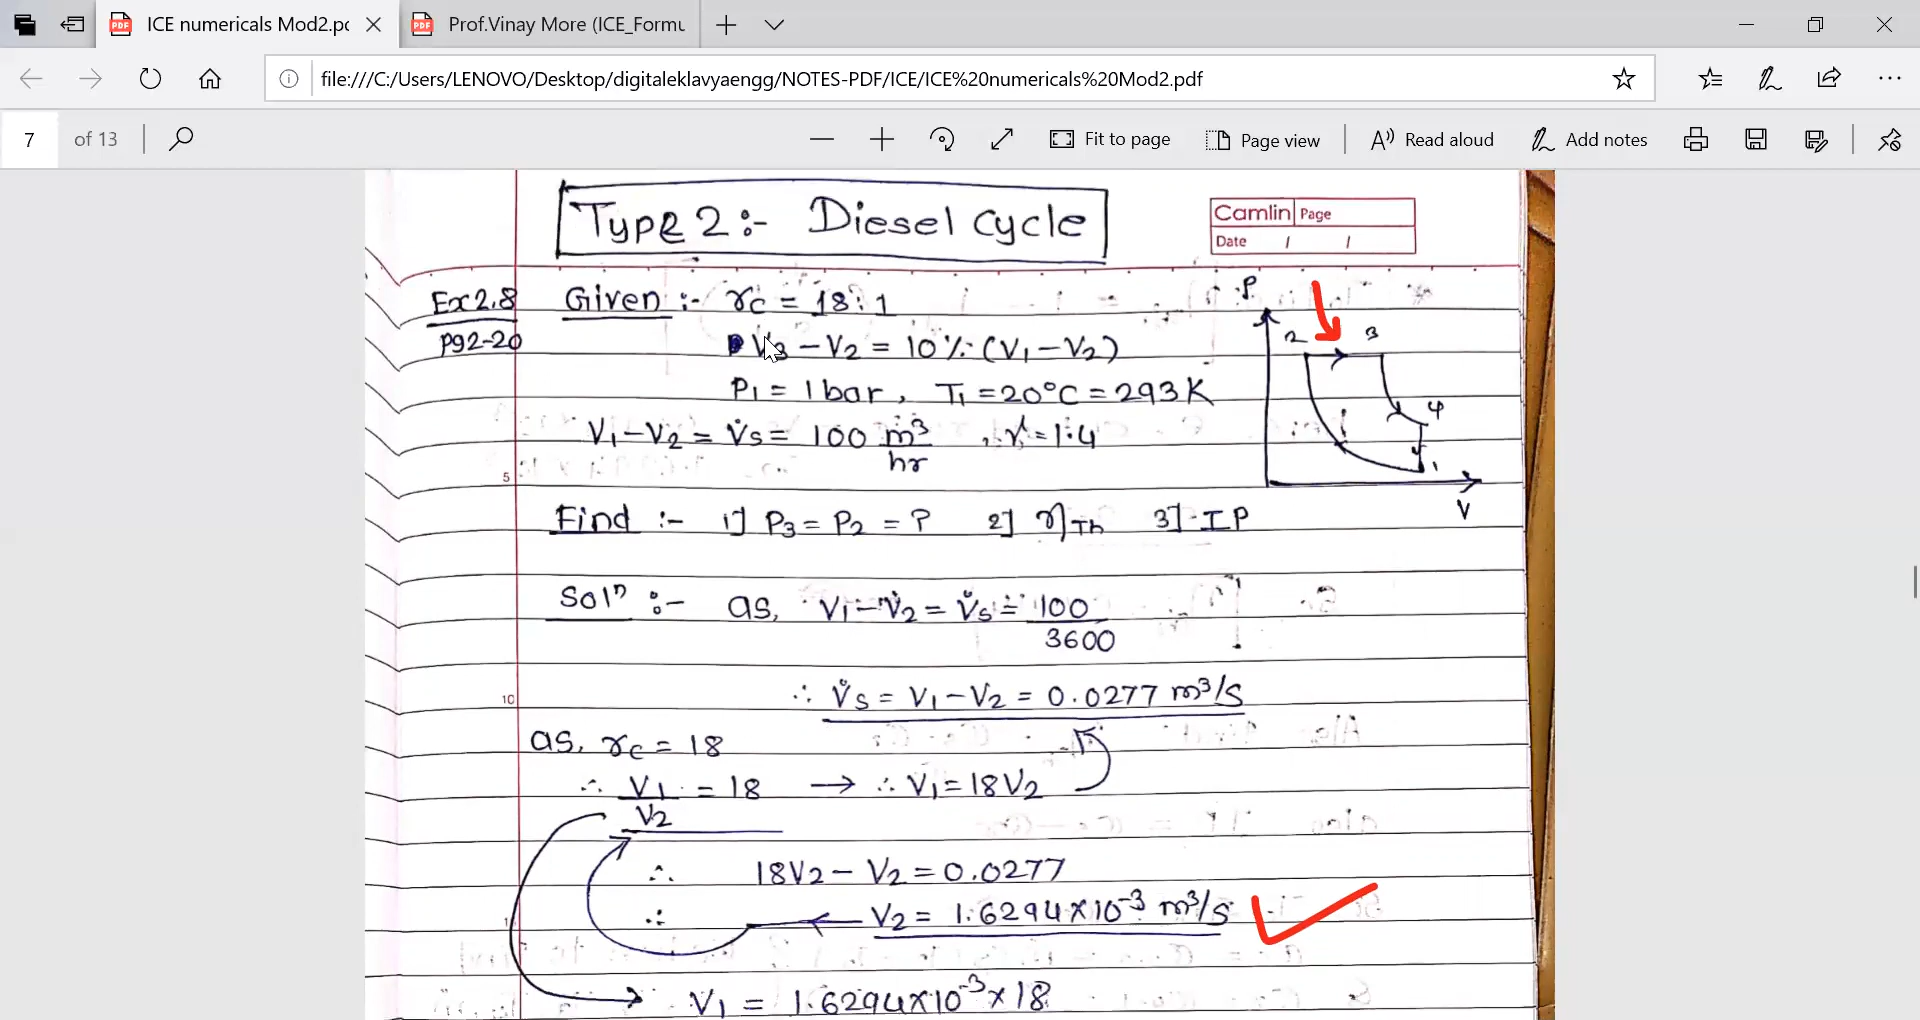 ICE numericals Mod2.pd
Prof.Vinay More (ICE_Formu
file:///C:/Users/LENOVO/Desktop/digitaleklavyaengg/NOTES-PDF/ICE/ICE%20numericals%20Mod2.pdf
7 of 13
Fit to page
Page view
Read aloud
Add notes
Type 2 :- Diesel Cycle
Camlin Page
Date / /
Ex 2.8 Given :- rc = 18:1
Pg 2-20 V3 - V2 = 10% (V1 - V2)
P1 = 1 bar, T1 = 20°C = 293 K
V1 - V2 = V̇s = 100 m³/hr , γ = 1.4
P
2 3
4
1
V
5
Find :- 1] P3 = P2 = ? 2] ηTh 3] IP
Solⁿ :- as, V1 - V2 = V̇s = 100/3600
10
∴ V̇s = V1 - V2 = 0.0277 m³/s
as, rc = 18
∴ V1/V2 = 18 → ∴ V1 = 18V2
∴ 18V2 - V2 = 0.0277
∴ V2 = 1.6294×10⁻³ m³/s
V1 = 1.6294×10⁻³ × 18